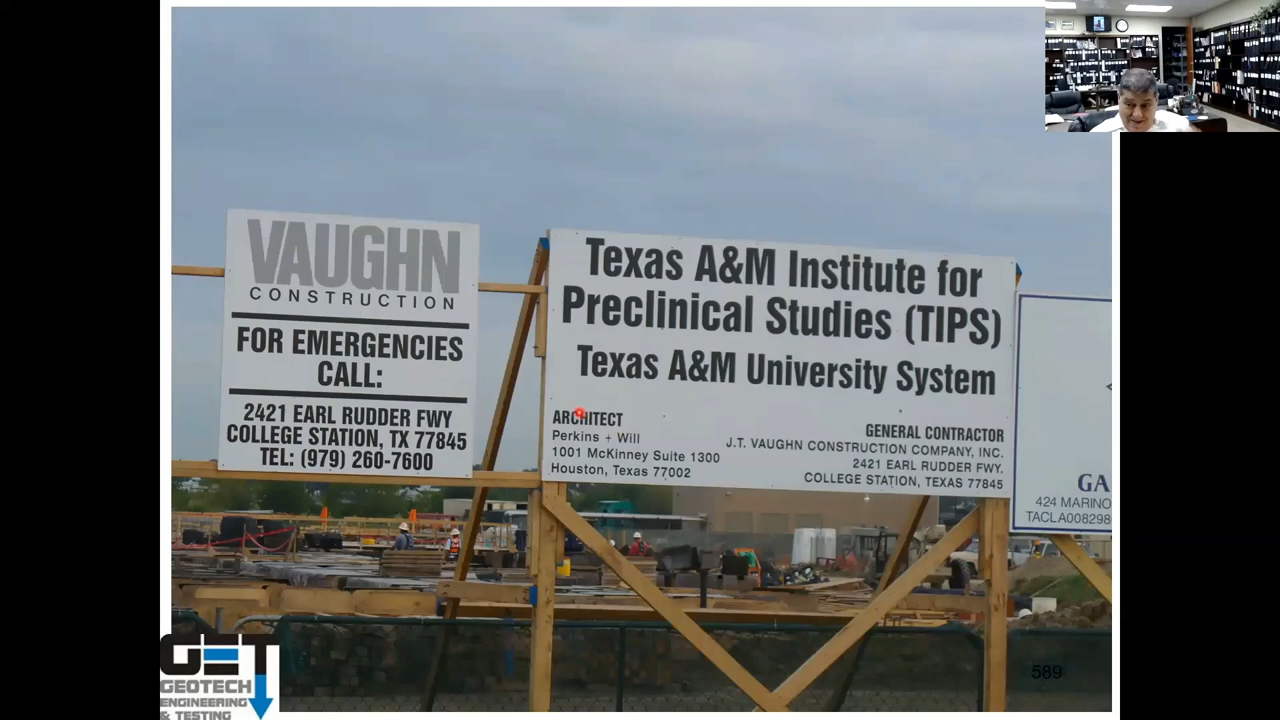 VAUGHN
CONSTRUCTION
FOR EMERGENCIES
CALL:
2421 EARL RUDDER FWY
COLLEGE STATION, TX 77845
TEL: (979) 260-7600
Texas A&M Institute for
Preclinical Studies (TIPS)
Texas A&M University System
ARCHITECT
Perkins + Will
1001 McKinney Suite 1300
Houston, Texas 77002
GENERAL CONTRACTOR
J.T. VAUGHN CONSTRUCTION COMPANY, INC.
2421 EARL RUDDER FWY.
COLLEGE STATION, TEXAS 77845
GA
424 MARINO
TACLA008298
589
GET
GEOTECH
ENGINEERING
& TESTING